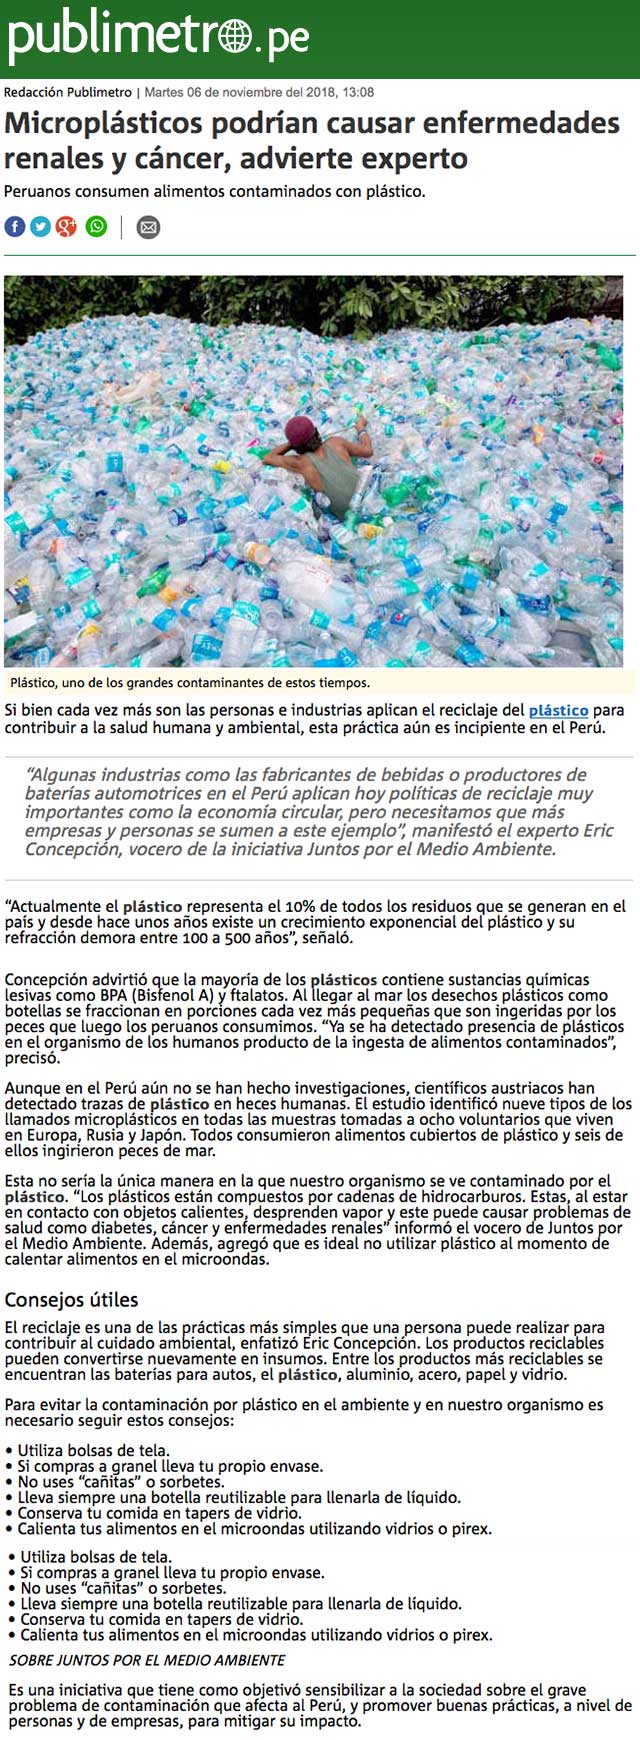 publimetro.pe
Redacción Publimetro | Martes 06 de noviembre del 2018, 13:08
Microplásticos podrían causar enfermedades
renales y cáncer, advierte experto
Peruanos consumen alimentos contaminados con plástico.
Plástico, uno de los grandes contaminantes de estos tiempos.
Si bien cada vez más son las personas e industrias aplican el reciclaje del plástico para
contribuir a la salud humana y ambiental, esta práctica aún es incipiente en el Perú.
“Algunas industrias como las fabricantes de bebidas o productores de
baterías automotrices en el Perú aplican hoy políticas de reciclaje muy
importantes como la economía circular, pero necesitamos que más
empresas y personas se sumen a este ejemplo”, manifestó el experto Eric
Concepción, vocero de la iniciativa Juntos por el Medio Ambiente.
“Actualmente el plástico representa el 10% de todos los residuos que se generan en el
país y desde hace unos años existe un crecimiento exponencial del plástico y su
refracción demora entre 100 a 500 años”, señaló.
Concepción advirtió que la mayoría de los plásticos contiene sustancias químicas
lesivas como BPA (Bisfenol A) y ftalatos. Al llegar al mar los desechos plásticos como
botellas se fraccionan en porciones cada vez más pequeñas que son ingeridas por los
peces que luego los peruanos consumimos. “Ya se ha detectado presencia de plásticos
en el organismo de los humanos producto de la ingesta de alimentos contaminados”,
precisó.
Aunque en el Perú aún no se han hecho investigaciones, científicos austriacos han
detectado trazas de plástico en heces humanas. El estudio identificó nueve tipos de los
llamados microplásticos en todas las muestras tomadas a ocho voluntarios que viven
en Europa, Rusia y Japón. Todos consumieron alimentos cubiertos de plástico y seis de
ellos ingirieron peces de mar.
Esta no sería la única manera en la que nuestro organismo se ve contaminado por el
plástico. “Los plásticos están compuestos por cadenas de hidrocarburos. Estas, al estar
en contacto con objetos calientes, desprenden vapor y este puede causar problemas de
salud como diabetes, cáncer y enfermedades renales” informó el vocero de Juntos por
el Medio Ambiente. Además, agregó que es ideal no utilizar plástico al momento de
calentar alimentos en el microondas.
Consejos útiles
El reciclaje es una de las prácticas más simples que una persona puede realizar para
contribuir al cuidado ambiental, enfatizó Eric Concepción. Los productos reciclables
pueden convertirse nuevamente en insumos. Entre los productos más reciclables se
encuentran las baterías para autos, el plástico, aluminio, acero, papel y vidrio.
Para evitar la contaminación por plástico en el ambiente y en nuestro organismo es
necesario seguir estos consejos:
• Utiliza bolsas de tela.
• Si compras a granel lleva tu propio envase.
• No uses “cañitas” o sorbetes.
• Lleva siempre una botella reutilizable para llenarla de líquido.
• Conserva tu comida en tapers de vidrio.
• Calienta tus alimentos en el microondas utilizando vidrios o pirex.
• Utiliza bolsas de tela.
• Si compras a granel lleva tu propio envase.
• No uses “cañitas” o sorbetes.
• Lleva siempre una botella reutilizable para llenarla de líquido.
• Conserva tu comida en tapers de vidrio.
• Calienta tus alimentos en el microondas utilizando vidrios o pirex.
SOBRE JUNTOS POR EL MEDIO AMBIENTE
Es una iniciativa que tiene como objetivó sensibilizar a la sociedad sobre el grave
problema de contaminación que afecta al Perú, y promover buenas prácticas, a nivel de
personas y de empresas, para mitigar su impacto.